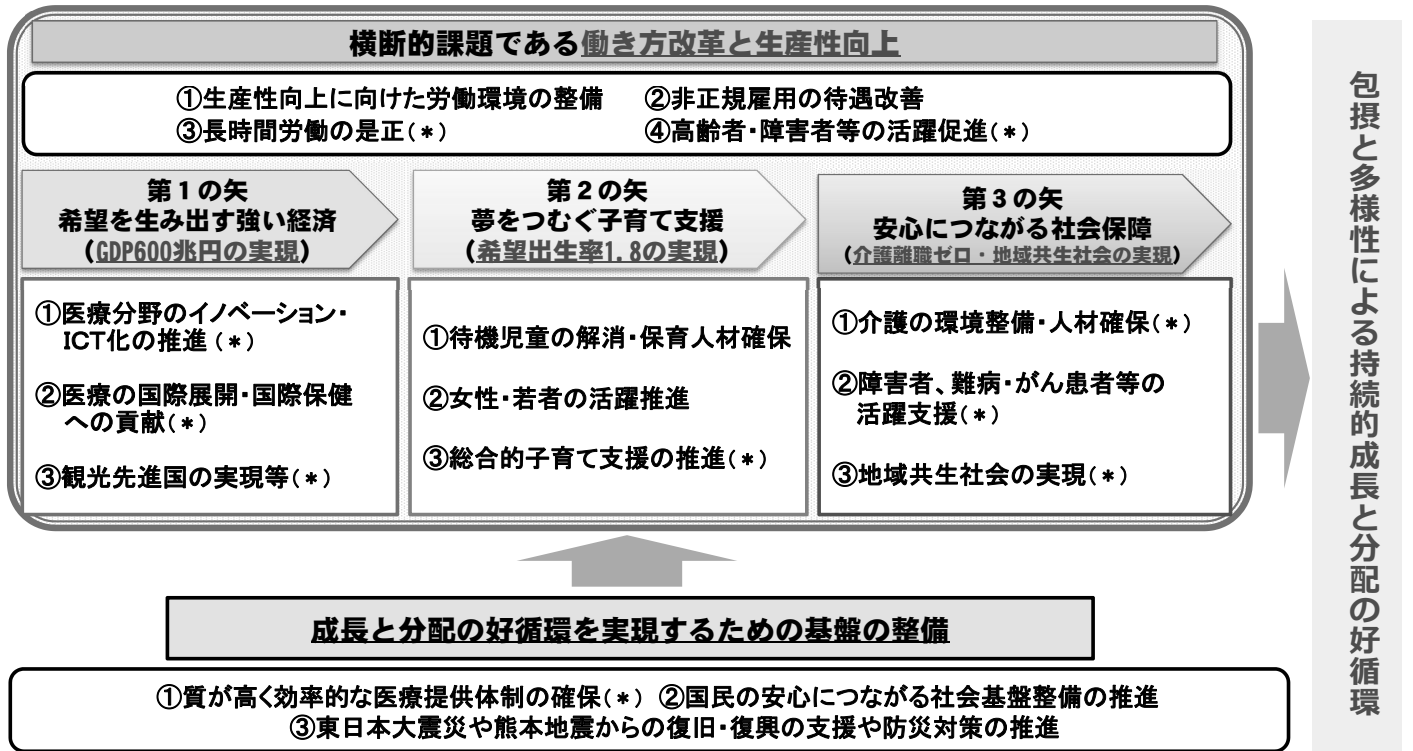 横断的課題である働き方改革と生産性向上
①生産性向上に向けた労働環境の整備 ②非正規雇用の待遇改善
③長時間労働の是正(*) ④高齢者・障害者等の活躍促進(*)
第1の矢
希望を生み出す強い経済
(GDP600兆円の実現)
①医療分野のイノベーション・
ICT化の推進(*)
②医療の国際展開・国際保健
への貢献(*)
③観光先進国の実現等(*)
第2の矢
夢をつむぐ子育て支援
(希望出生率1.8の実現)
①待機児童の解消・保育人材確保
②女性・若者の活躍推進
③総合的子育て支援の推進(*)
第3の矢
安心につながる社会保障
(介護離職ゼロ・地域共生社会の実現)
①介護の環境整備・人材確保(*)
②障害者、難病・がん患者等の
活躍支援(*)
③地域共生社会の実現(*)
包摂と多様性による持続的成長と分配の好循環
成長と分配の好循環を実現するための基盤の整備
①質が高く効率的な医療提供体制の確保(*) ②国民の安心につながる社会基盤整備の推進
③東日本大震災や熊本地震からの復旧・復興の支援や防災対策の推進